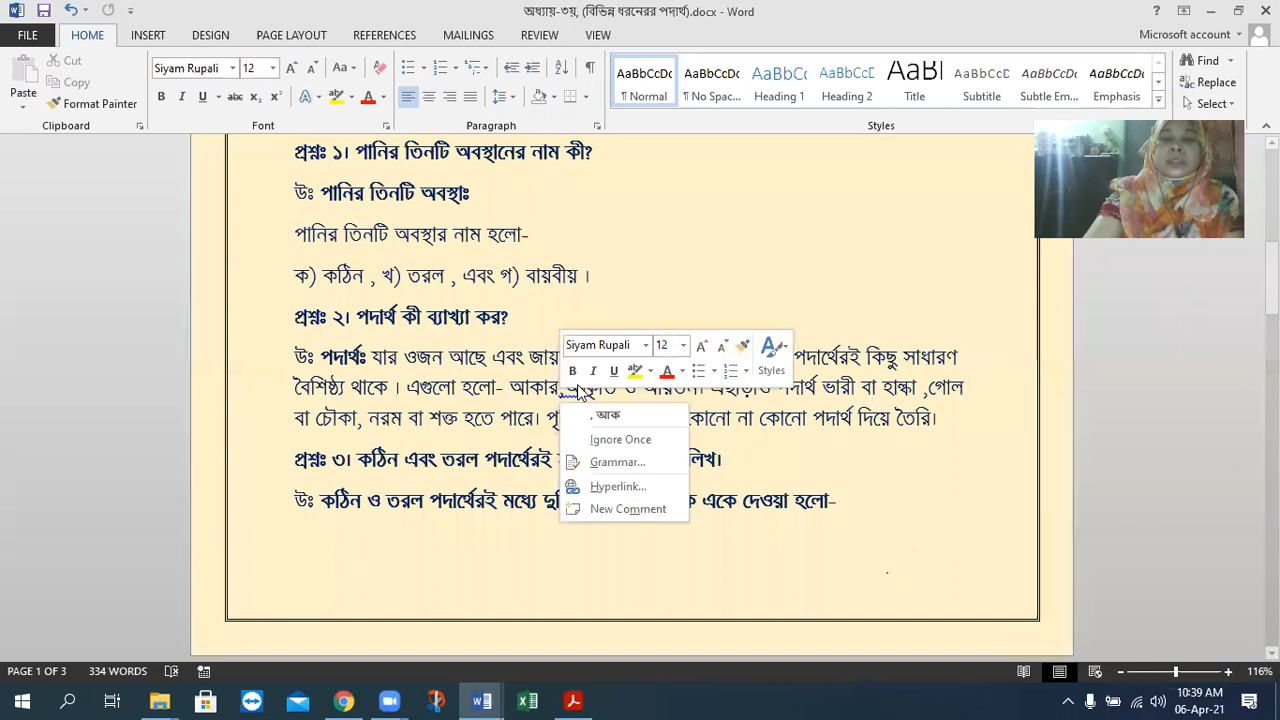 অধ্যায়-৩য়, (বিভিন্ন ধরনেরর পদার্থ).docx - Word
Microsoft account
FILE HOME INSERT DESIGN PAGE LAYOUT REFERENCES MAILINGS REVIEW VIEW
Cut
Copy
Format Painter
Paste
Clipboard
Siyam Rupali 12
Font
Paragraph
AaBbCcDc AaBbCcDc AaBbC AaBbCcC AaBl AaBbCcD AaBbCcDc AaBbCcDc
¶ Normal ¶ No Spac... Heading 1 Heading 2 Title Subtitle Subtle Em... Emphasis
Styles
Find
Replace
Select
প্রশ্নঃ ১। পানির তিনটি অবস্থানের নাম কী?
উঃ পানির তিনটি অবস্থাঃ
পানির তিনটি অবস্থার নাম হলো-
ক) কঠিন , খ) তরল , এবং গ) বায়বীয় ।
প্রশ্নঃ ২। পদার্থ কী ব্যাখ্যা কর?
উঃ পদার্থঃ যার ওজন আছে এবং জায় পদার্থেরই কিছু সাধারণ
বৈশিষ্ঠ্য থাকে । এগুলো হলো- আকার ও আয়তন। এছাড়াও পদার্থ ভারী বা হাল্কা ,গোল
বা চৌকা, নরম বা শক্ত হতে পারে। কোনো না কোনো পদার্থ দিয়ে তৈরি।
প্রশ্নঃ ৩। কঠিন এবং তরল পদার্থেরই লিখ।
উঃ কঠিন ও তরল পদার্থেরই মধ্যে একে দেওয়া হলো-
Siyam Rupali 12
B I U Styles
, আক
Ignore Once
Grammar...
Hyperlink...
New Comment
PAGE 1 OF 3 334 WORDS 116%
10:39 AM
06-Apr-21